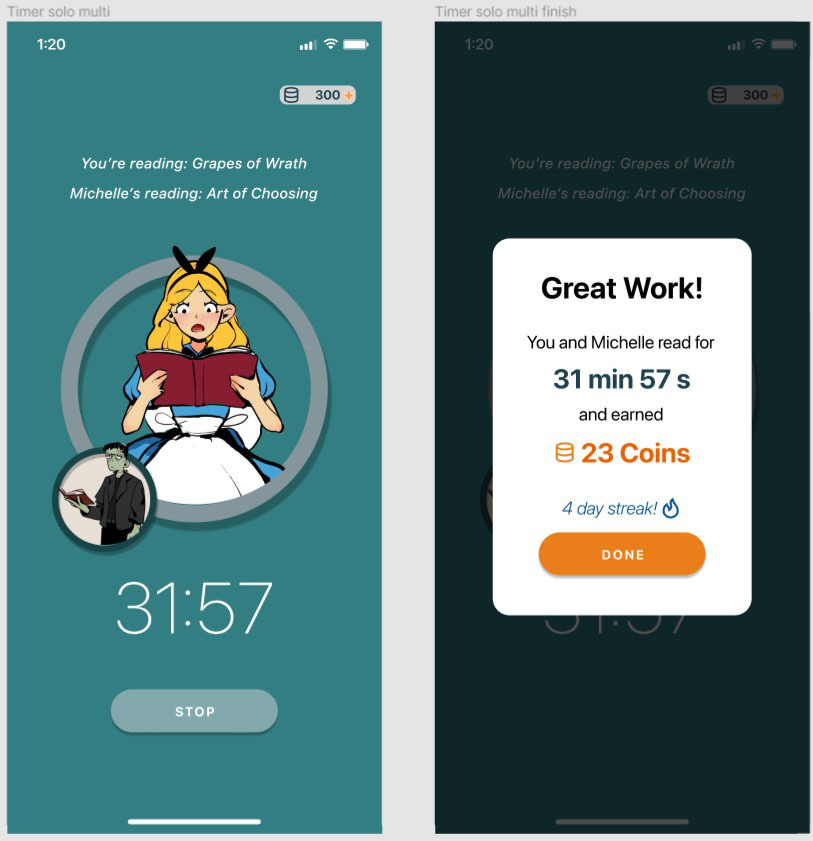 Timer solo multi
1:20
300 +
You're reading: Grapes of Wrath
Michelle's reading: Art of Choosing
31:57
STOP
Timer solo multi finish
1:20
300 +
You're reading: Grapes of Wrath
Michelle's reading: Art of Choosing
Great Work!
You and Michelle read for
31 min 57 s
and earned
23 Coins
4 day streak!
DONE
31:57